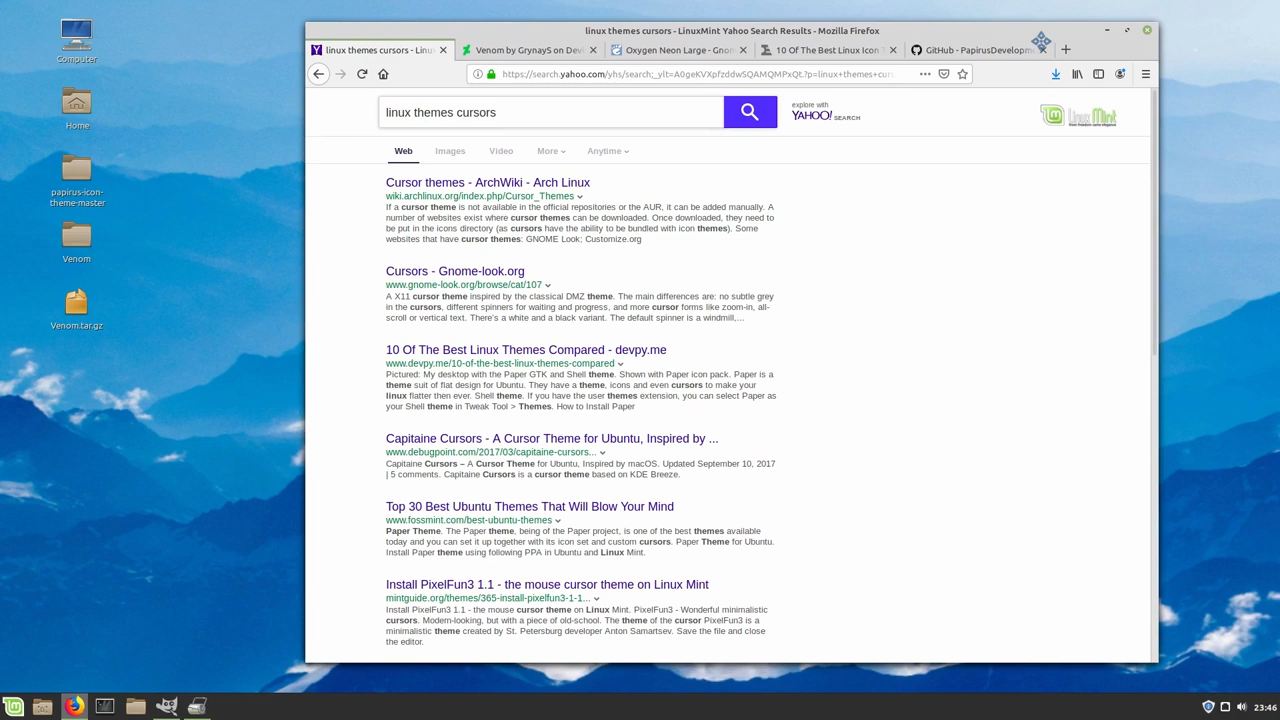 Computer
Home
papirus-icon-
theme-master
Venom
Venom.tar.gz
linux themes cursors - LinuxMint Yahoo Search Results - Mozilla Firefox
linux themes cursors - Linu
Venom by GrynayS on Devi
Oxygen Neon Large - Gnom
10 Of The Best Linux Icon T
GitHub - PapirusDevelopme
https://search.yahoo.com/yhs/search;_ylt=A0geKVXpfzddwSQAMQMPxQt.?p=linux+themes+curs
linux themes cursors
explore with
YAHOO! SEARCH
Linux Mint
from freedom came elegance
Web
Images
Video
More
Anytime
Cursor themes - ArchWiki - Arch Linux
wiki.archlinux.org/index.php/Cursor_Themes
If a cursor theme is not available in the official repositories or the AUR, it can be added manually. A
number of websites exist where cursor themes can be downloaded. Once downloaded, they need to
be put in the icons directory (as cursors have the ability to be bundled with icon themes). Some
websites that have cursor themes: GNOME Look; Customize.org
Cursors - Gnome-look.org
www.gnome-look.org/browse/cat/107
A X11 cursor theme inspired by the classical DMZ theme. The main differences are: no subtle grey
in the cursors, different spinners for waiting and progress, and more cursor forms like zoom-in, all-
scroll or vertical text. There's a white and a black variant. The default spinner is a windmill,...
10 Of The Best Linux Themes Compared - devpy.me
www.devpy.me/10-of-the-best-linux-themes-compared
Pictured: My desktop with the Paper GTK and Shell theme. Shown with Paper icon pack. Paper is a
theme suit of flat design for Ubuntu. They have a theme, icons and even cursors to make your
linux flatter then ever. Shell theme. If you have the user themes extension, you can select Paper as
your Shell theme in Tweak Tool > Themes. How to Install Paper
Capitaine Cursors - A Cursor Theme for Ubuntu, Inspired by ...
www.debugpoint.com/2017/03/capitaine-cursors...
Capitaine Cursors – A Cursor Theme for Ubuntu, Inspired by macOS. Updated September 10, 2017
| 5 comments. Capitaine Cursors is a cursor theme based on KDE Breeze.
Top 30 Best Ubuntu Themes That Will Blow Your Mind
www.fossmint.com/best-ubuntu-themes
Paper Theme. The Paper theme, being of the Paper project, is one of the best themes available
today and you can set it up together with its icon set and custom cursors. Paper Theme for Ubuntu.
Install Paper theme using following PPA in Ubuntu and Linux Mint.
Install PixelFun3 1.1 - the mouse cursor theme on Linux Mint
mintguide.org/themes/365-install-pixelfun3-1-1...
Install PixelFun3 1.1 - the mouse cursor theme on Linux Mint. PixelFun3 - Wonderful minimalistic
cursors. Modern-looking, but with a piece of old-school. The theme of the cursor PixelFun3 is a
minimalistic theme created by St. Petersburg developer Anton Samartsev. Save the file and close
the editor.
23:46